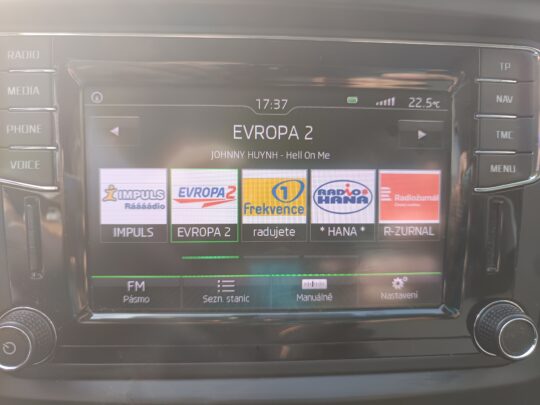 RADIO
MEDIA
PHONE
VOICE
TP
NAV
TMC
MENU
17:37
22.5°C
EVROPA 2
JOHNNY HUYNH - Hell On Me
iMPULS
Rááááádio
EVROPA 2
1
Frekvence
RADIO
HANA
Radiožurnál
IMPULS
EVROPA 2
radujete
* HANA *
R-ZURNAL
FM
Pásmo
Sezn. stanic
Manuálně
Nastavení